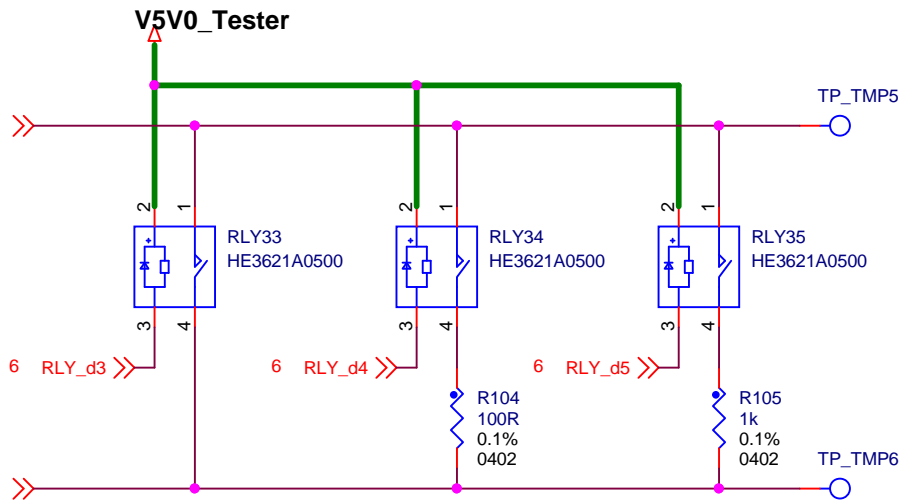 V5V0_Tester
TP_TMP5
2 1
RLY33
HE3621A0500
3 4
2 1
RLY34
HE3621A0500
3 4
2 1
RLY35
HE3621A0500
3 4
6 RLY_d3
6 RLY_d4
6 RLY_d5
R104
100R
0.1%
0402
R105
1k
0.1%
0402
TP_TMP6